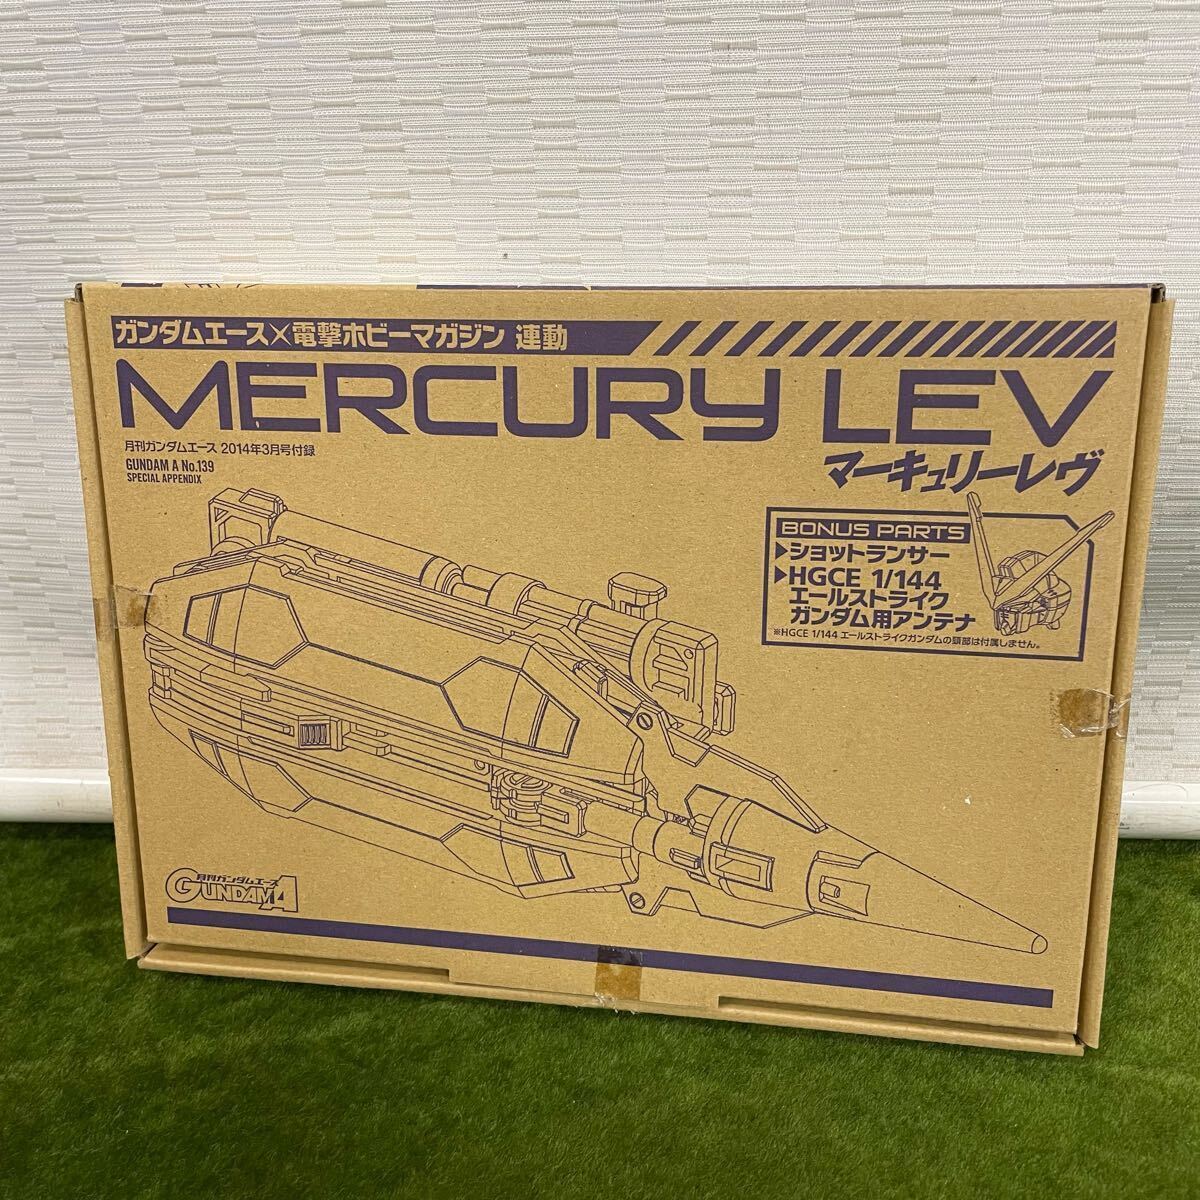 ガンダムエース×電撃ホビーマガジン 連動
MERCURY LEV
マーキュリーレヴ
月刊ガンダムエース 2014年3月号付録
GUNDAM A No.139
SPECIAL APPENDIX
BONUS PARTS
▶ショットランサー
▶HGCE 1/144
エールストライク
ガンダム用アンテナ
※HGCE 1/144 エールストライクガンダムの頭部は付属しません。
月刊ガンダムエース
GUNDAM A